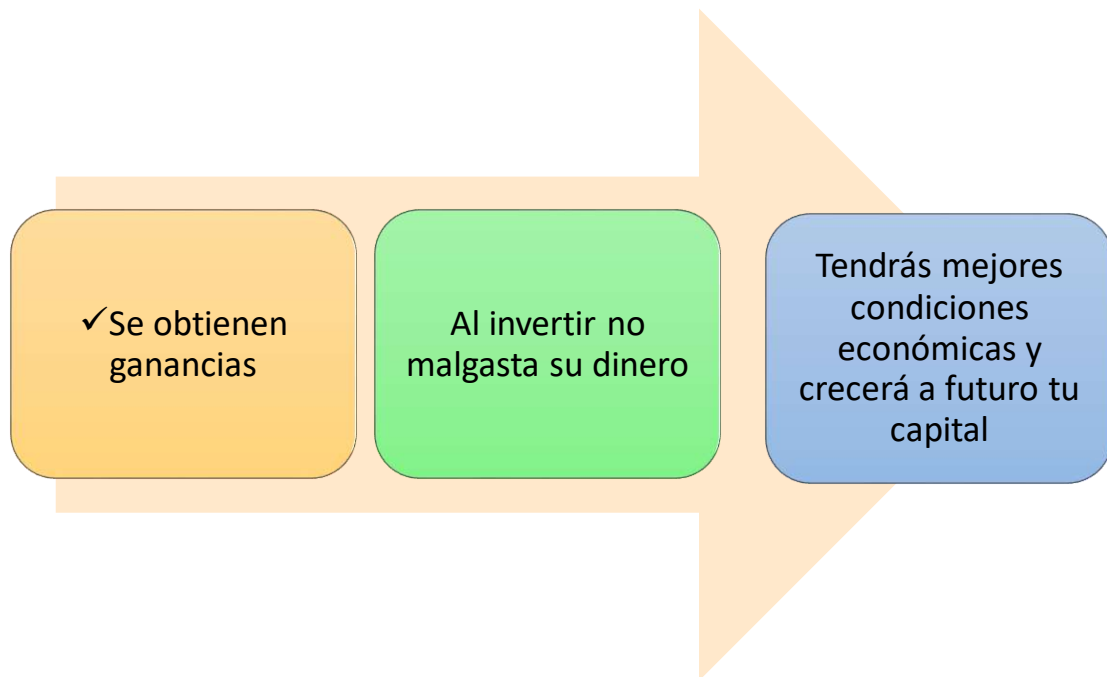 ✓Se obtienen
ganancias
Al invertir no
malgasta su dinero
Tendrás mejores
condiciones
económicas y
crecerá a futuro tu
capital